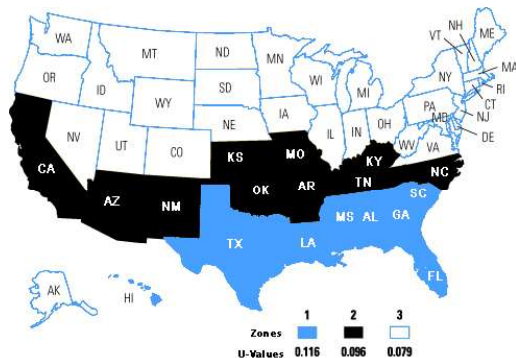 NH
ME
VT
WA
MT
ND
MN
MA
OR
ID
SD
WI
MI
NY
RI
WY
CT
IA
PA
NJ
NV
NE
IL
IN
OH
MD
DE
UT
CO
WV
VA
KS
MO
KY
CA
NC
TN
OK
AR
AZ
NM
SC
MS AL
GA
TX
LA
FL
AK
HI
1 2 3
Zones
U-Values 0.116 0.096 0.079